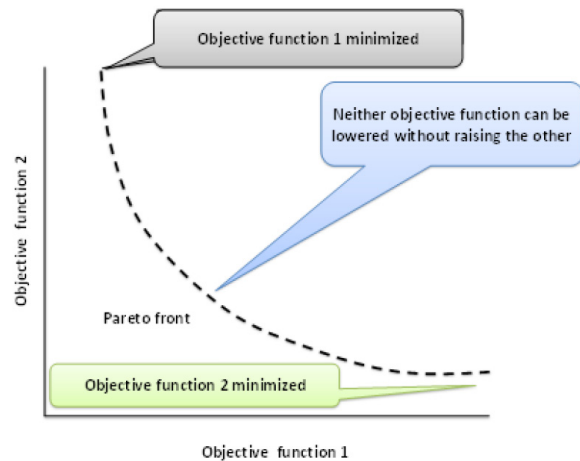 Objective function 1 minimized
Neither objective function can be
lowered without raising the other
Objective function 2
Pareto front
Objective function 2 minimized
Objective function 1